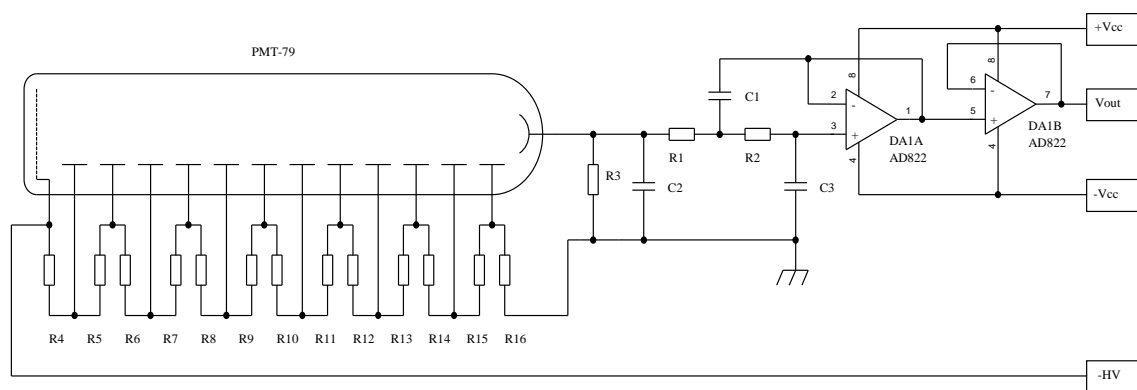 PMT-79
+Vcc
8
8
C1
2
-
1
6
-
7
Vout
3
+
5
+
R1
R2
DA1A
AD822
DA1B
AD822
4
4
R3
C2
C3
-Vcc
R4
R5
R6
R7
R8
R9
R10
R11
R12
R13
R14
R15
R16
-HV